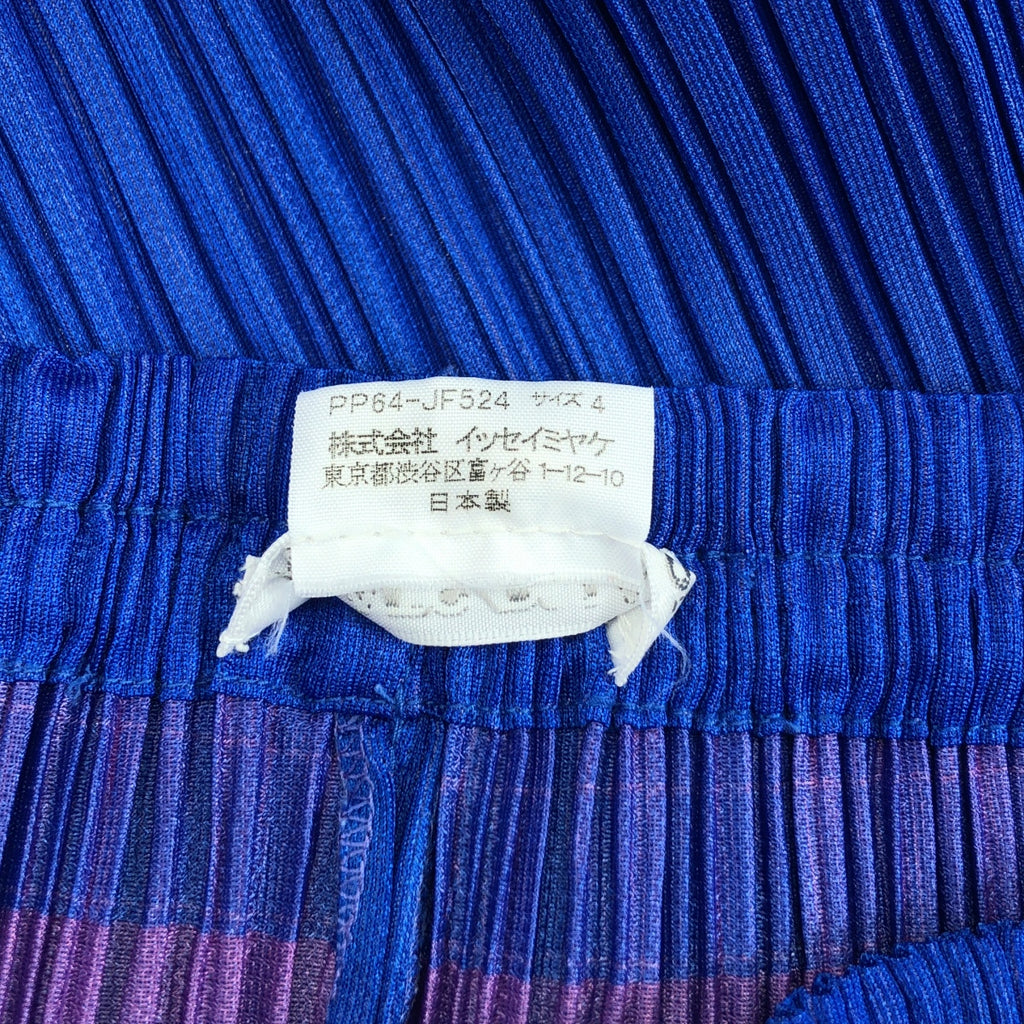 PP64-JF524 サイズ 4
株式会社 イッセイミヤケ
東京都渋谷区富ヶ谷 1-12-10
日本製